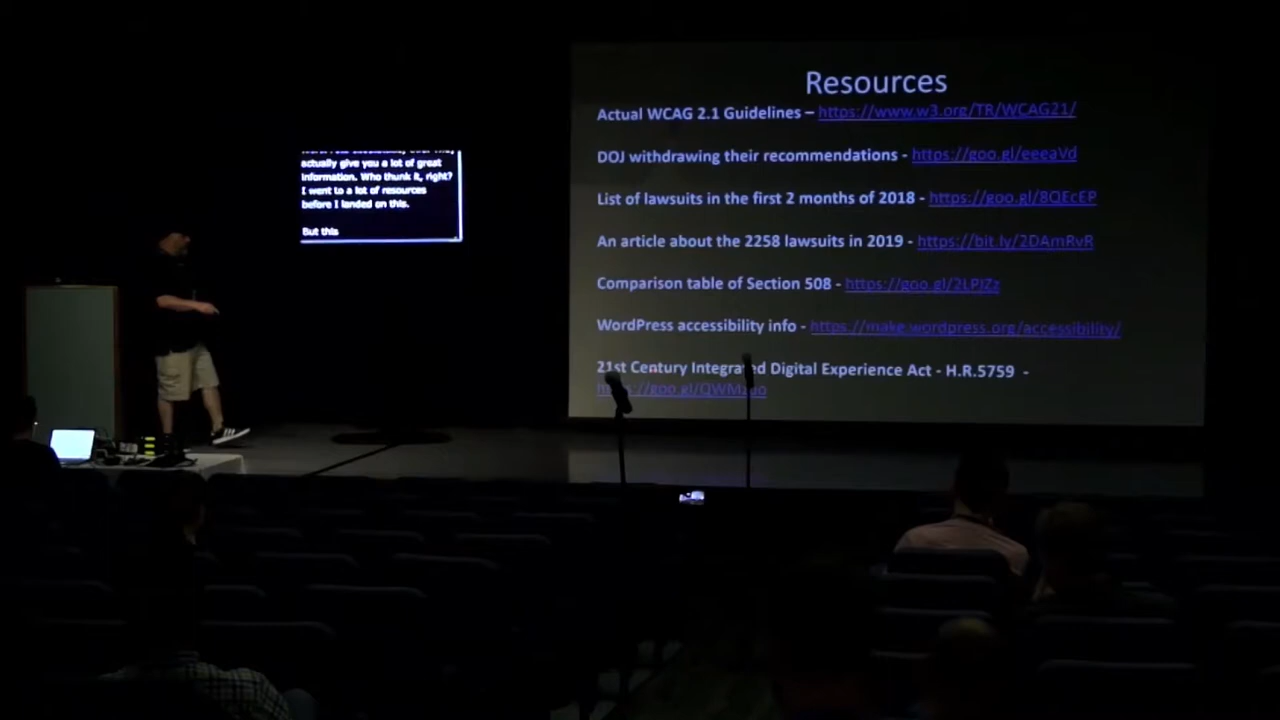 actually give you a lot of great
information. Who thunk it, right?
I went to a lot of resources
before I landed on this.
But this
Resources
Actual WCAG 2.1 Guidelines – https://www.w3.org/TR/WCAG21/
DOJ withdrawing their recommendations - https://goo.gl/eeeaVd
List of lawsuits in the first 2 months of 2018 - https://goo.gl/8QEcEP
An article about the 2258 lawsuits in 2019 - https://bit.ly/2DAmRvR
Comparison table of Section 508 - 
WordPress accessibility info - https://make.wordpress.org/accessibility/
21st Century Integrated Digital Experience Act - H.R.5759 -